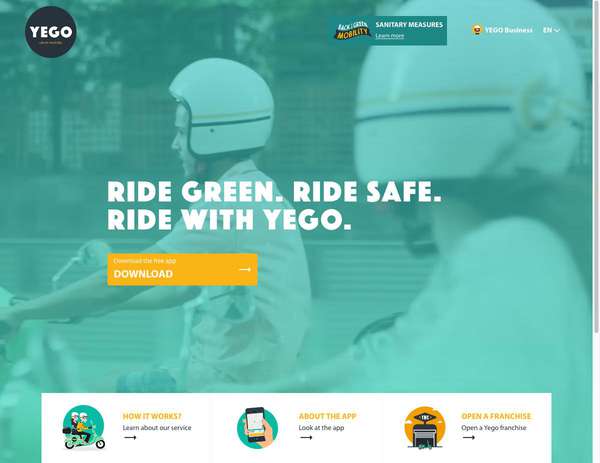 YEGO
BACK 2 GREEN
MOBILITY
SANITARY MEASURES
Learn more
YEGO Business
EN
RIDE GREEN. RIDE SAFE.
RIDE WITH YEGO.
Download the free app
DOWNLOAD
HOW IT WORKS?
Learn about our service
ABOUT THE APP
Look at the app
OPEN A FRANCHISE
Open a Yego franchise